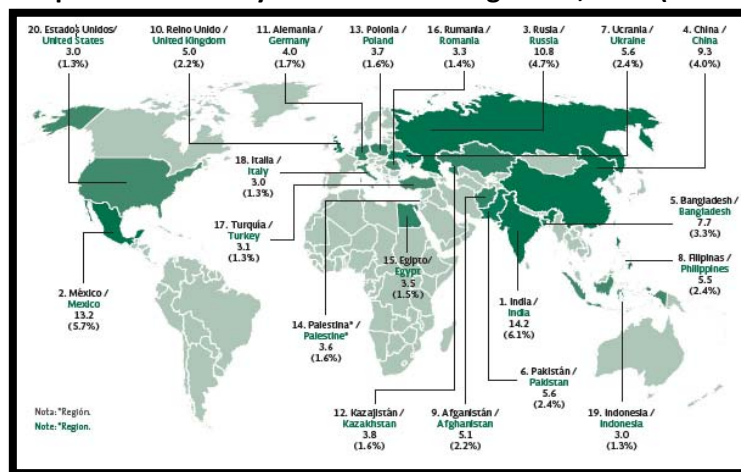 20. Estados Unidos/
United States
3.0
(1.3%)
10. Reino Unido /
United Kingdom
5.0
(2.2%)
11. Alemania /
Germany
4.0
(1.7%)
13. Polonia /
Poland
3.7
(1.6%)
16. Rumania /
Romania
3.3
(1.4%)
3. Rusia /
Russia
10.8
(4.7%)
7. Ucrania /
Ukraine
5.6
(2.4%)
4. China /
China
9.3
(4.0%)
18. Italia /
Italy
3.0
(1.3%)
17. Turquía /
Turkey
3.1
(1.3%)
5. Bangladesh /
Bangladesh
7.7
(3.3%)
8. Filipinas /
Philippines
5.5
(2.4%)
15. Egipto/
Egypt
3.5
(1.5%)
2. México /
Mexico
13.2
(5.7%)
1. India /
India
14.2
(6.1%)
14. Palestina* /
Palestine*
3.6
(1.6%)
6. Pakistán /
Pakistan
5.6
(2.4%)
12. Kazajistán /
Kazakhstan
3.8
(1.6%)
9. Afganistán /
Afghanistan
5.1
(2.2%)
19. Indonesia /
Indonesia
3.0
(1.3%)
Nota: *Región.
Note: *Region.